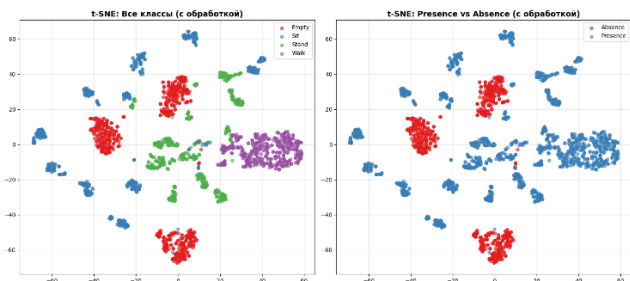 t-SNE: Все классы (с обработкой)
60
40
20
0
−20
−40
−60
−60 −40 −20 0 20 40 60
Empty
Sit
Stand
Walk
t-SNE: Presence vs Absence (с обработкой)
60
40
20
0
−20
−40
−60
−60 −40 −20 0 20 40 60
Absence
Presence